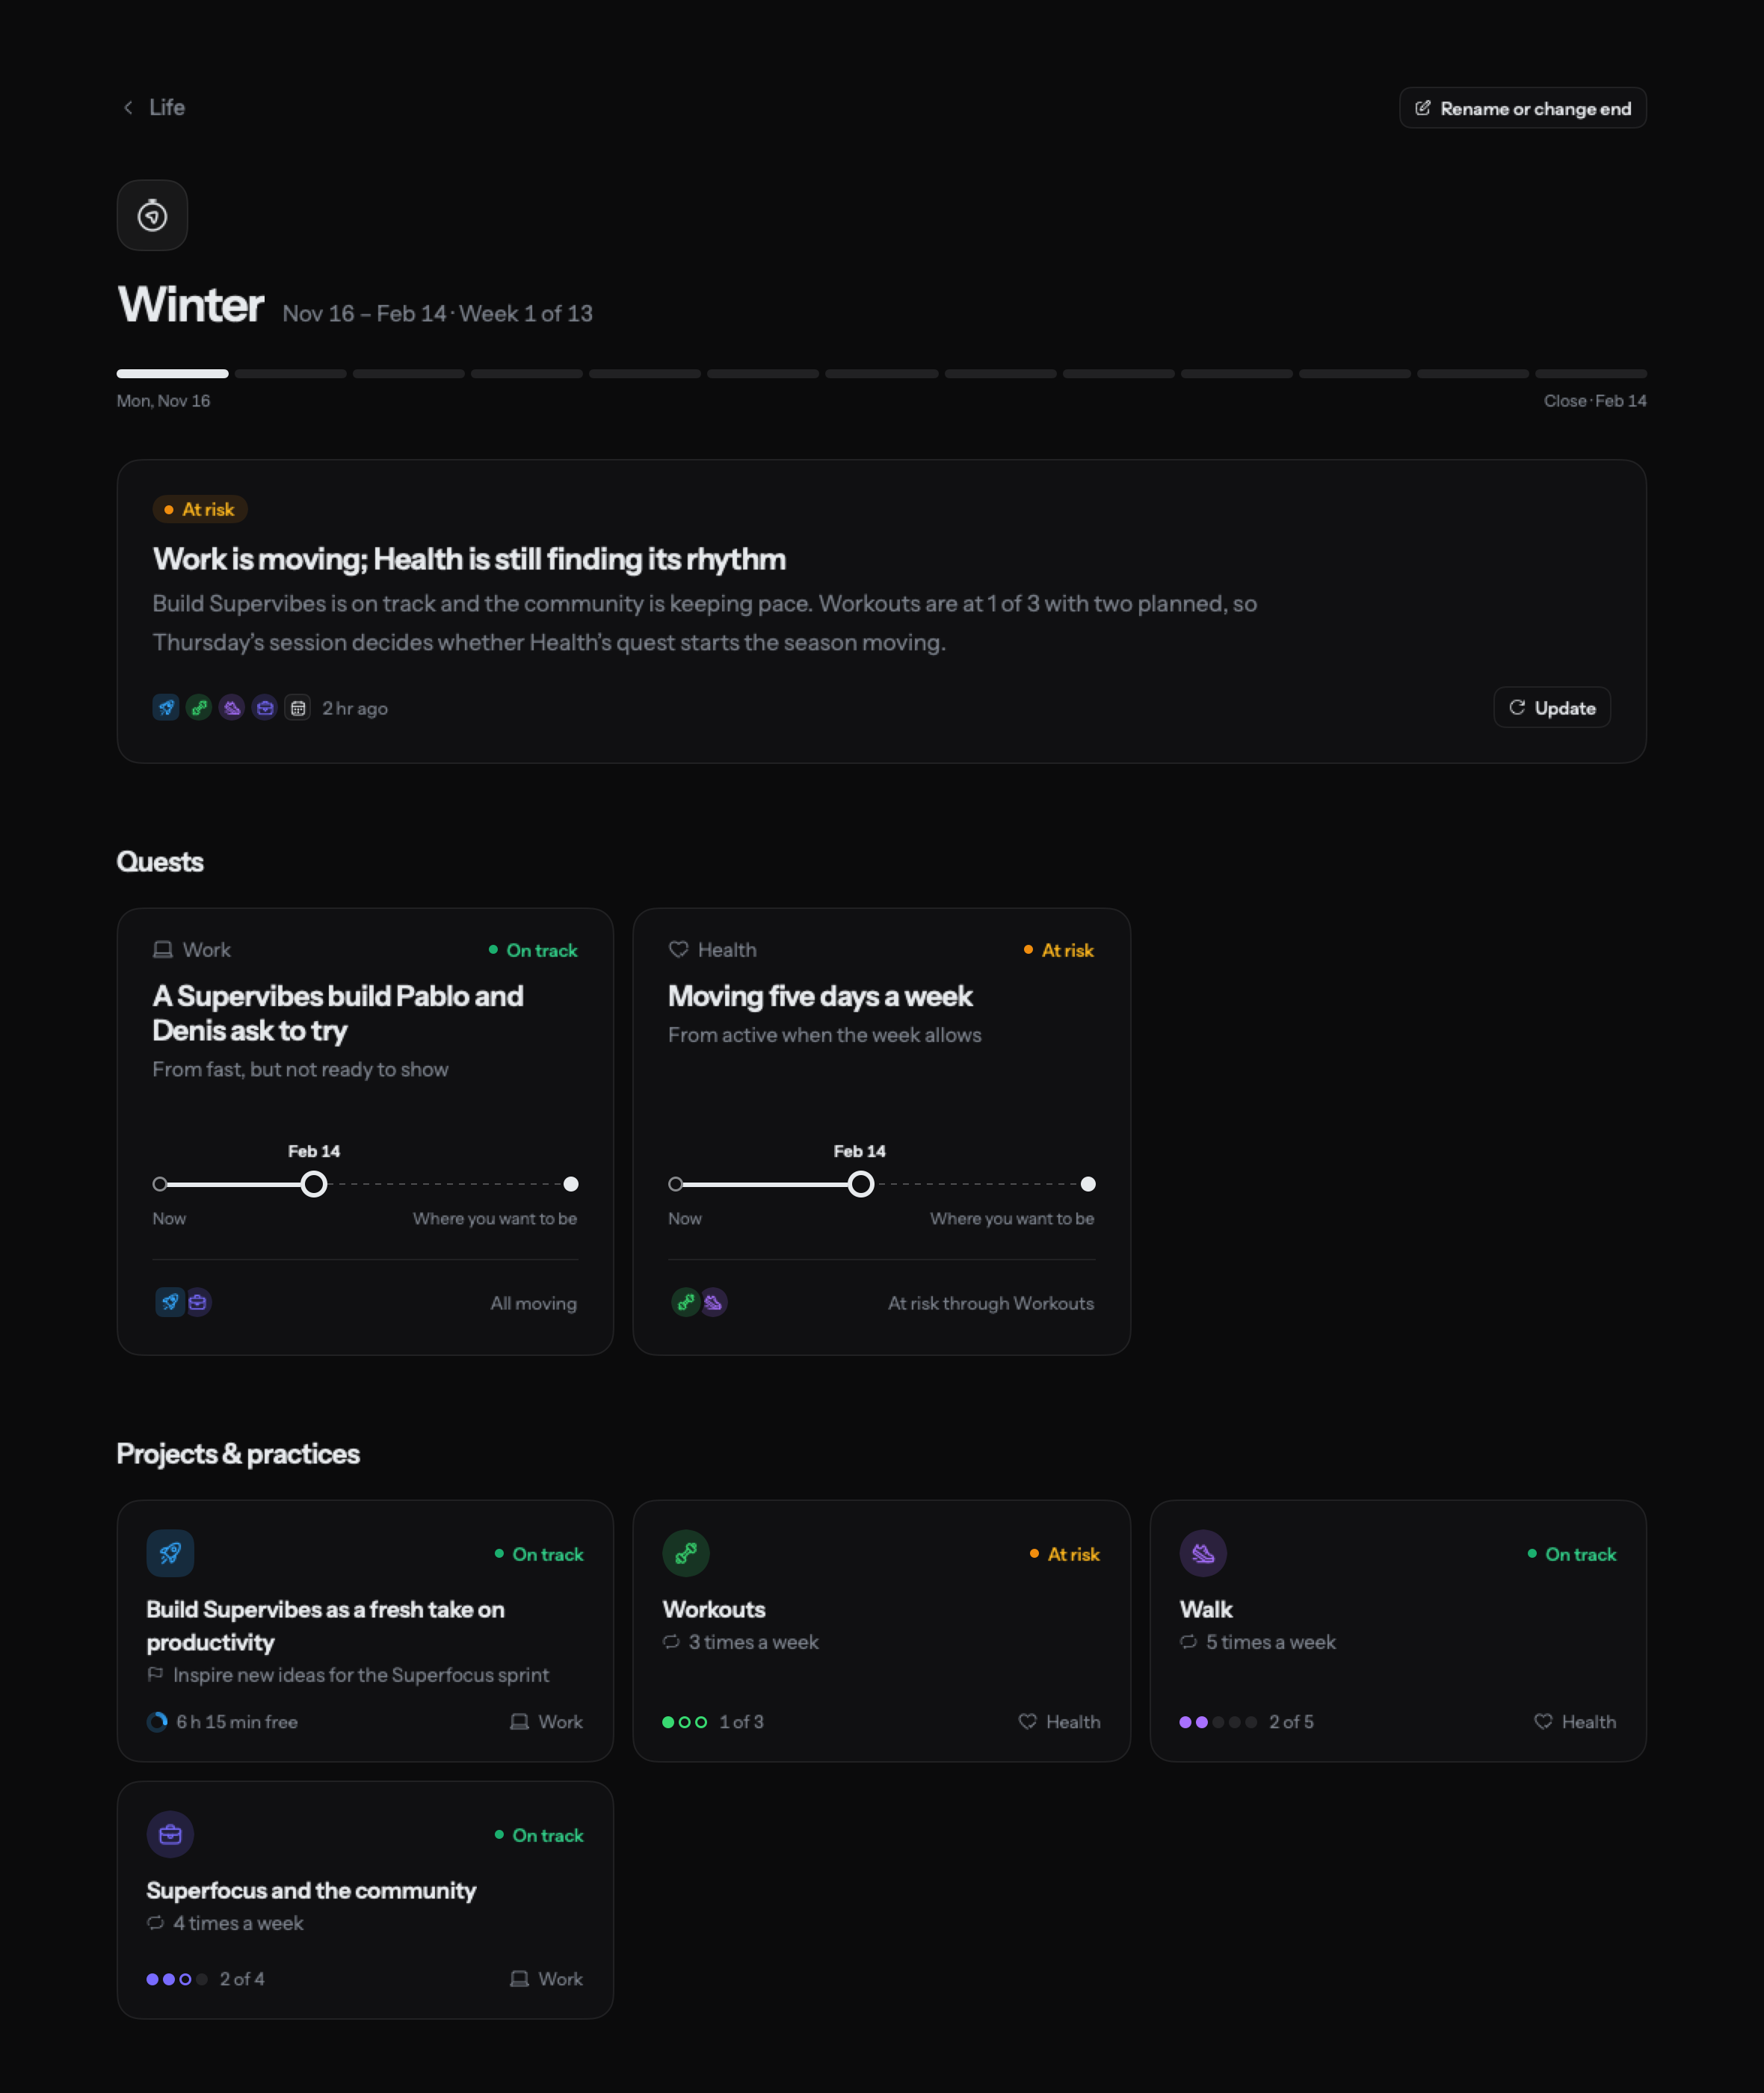 Life
Rename or change end
Winter Nov 16 – Feb 14 · Week 1 of 13
Mon, Nov 16
Close · Feb 14
At risk
Work is moving; Health is still finding its rhythm
Build Supervibes is on track and the community is keeping pace. Workouts are at 1 of 3 with two planned, so
Thursday’s session decides whether Health’s quest starts the season moving.
2 hr ago
Update
Quests
Work
On track
A Supervibes build Pablo and
Denis ask to try
From fast, but not ready to show
Feb 14
Now
Where you want to be
All moving
Health
At risk
Moving five days a week
From active when the week allows
Feb 14
Now
Where you want to be
At risk through Workouts
Projects & practices
On track
Build Supervibes as a fresh take on
productivity
Inspire new ideas for the Superfocus sprint
6 h 15 min free
Work
At risk
Workouts
3 times a week
1 of 3
Health
On track
Walk
5 times a week
2 of 5
Health
On track
Superfocus and the community
4 times a week
2 of 4
Work